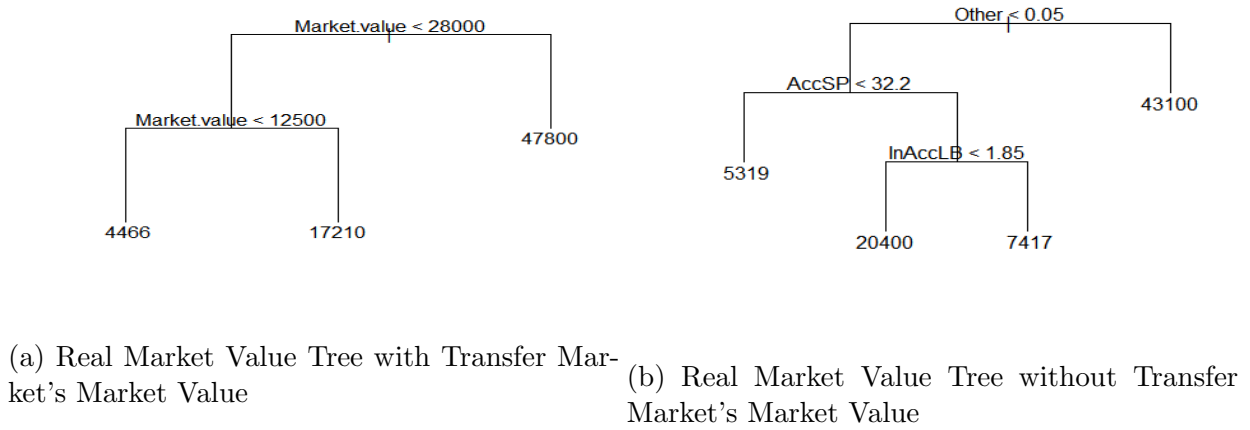 Market.value < 28000
Market.value < 12500
47800
4466
17210
Other < 0.05
AccSP < 32.2
43100
InAccLB < 1.85
5319
20400
7417
(a) Real Market Value Tree with Transfer Mar-
ket's Market Value
(b) Real Market Value Tree without Transfer
Market's Market Value